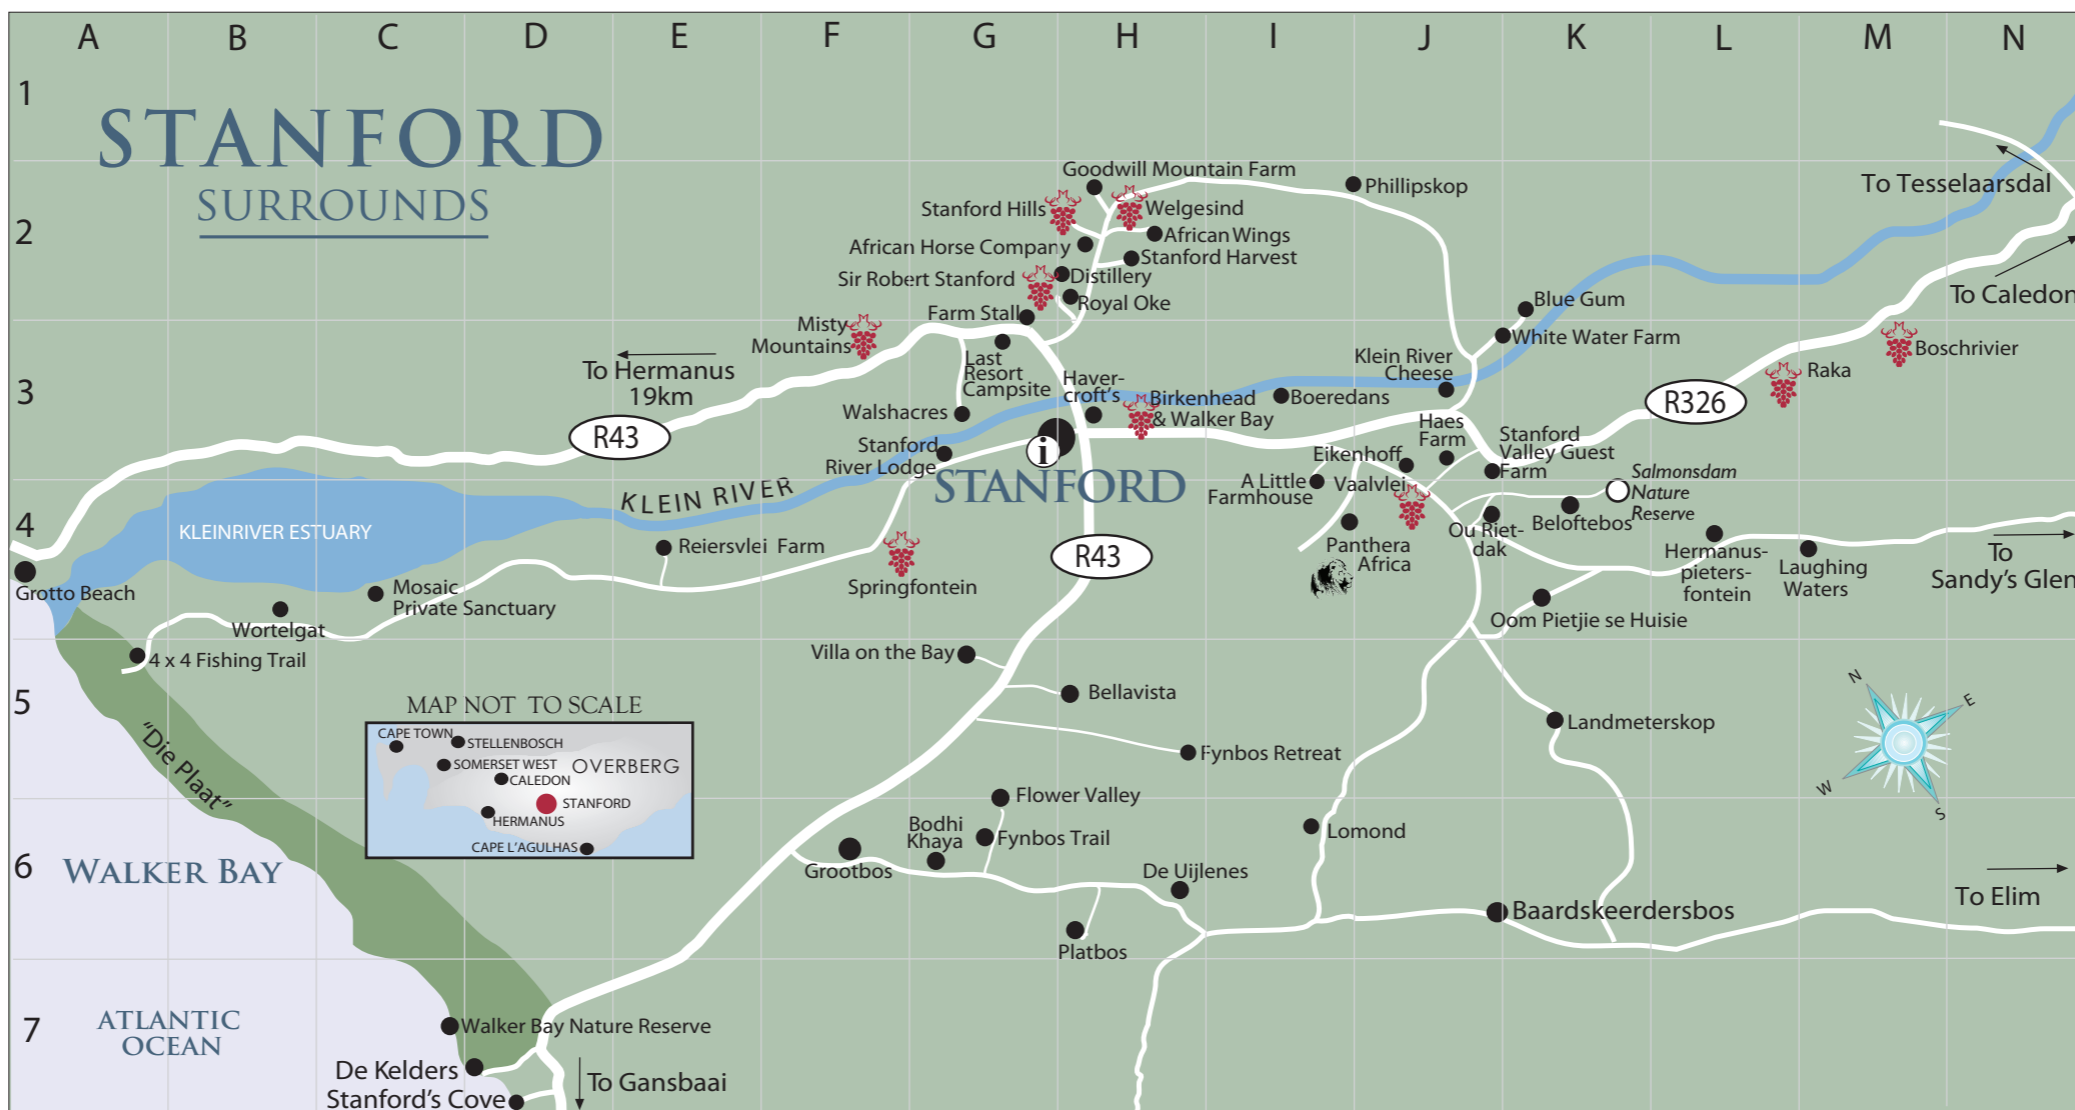 A B C D E F G H I J K L M N
1
STANFORD
SURROUNDS
2
3
4
5
6
7
Goodwill Mountain Farm
Phillipskop
To Tesselaarsdal
Stanford Hills
Welgesind
African Horse Company
African Wings
Stanford Harvest
Sir Robert Stanford
Distillery
Royal Oke
Farm Stall
To Caledon
Blue Gum
White Water Farm
Misty
Mountains
To Hermanus
19km
R43
Last
Resort
Campsite
Haver-
croft's
Klein River
Cheese
Boschrivier
Raka
R326
Walshacres
Birkenhead
& Walker Bay
Boeredans
Haes
Farm
Stanford
Valley Guest
Farm
Stanford
River Lodge
i
STANFORD
Eikenhoff
Vaalvlei
A Little
Farmhouse
Salmonsdam
Nature
Reserve
KLEIN RIVER
KLEINRIVER ESTUARY
Beloftebos
Ou Riet-
dak
R43
Panthera
Africa
Reiersvlei Farm
Springfontein
Hermanus-
pieters-
fontein
Laughing
Waters
To
Sandy's Glen
Grotto Beach
Mosaic
Private Sanctuary
Wortelgat
Oom Pietjie se Huisie
4 x 4 Fishing Trail
Villa on the Bay
Bellavista
"Die Plaat"
MAP NOT TO SCALE
CAPE TOWN
STELLENBOSCH
SOMERSET WEST
OVERBERG
CALEDON
STANFORD
HERMANUS
CAPE L'AGULHAS
Landmeterskop
Fynbos Retreat
N
E
W
S
Flower Valley
Bodhi
Khaya
Fynbos Trail
Lomond
WALKER BAY
Grootbos
De Uijlenes
To Elim
Baardskeerdersbos
Platbos
ATLANTIC
OCEAN
Walker Bay Nature Reserve
De Kelders
Stanford's Cove
To Gansbaai